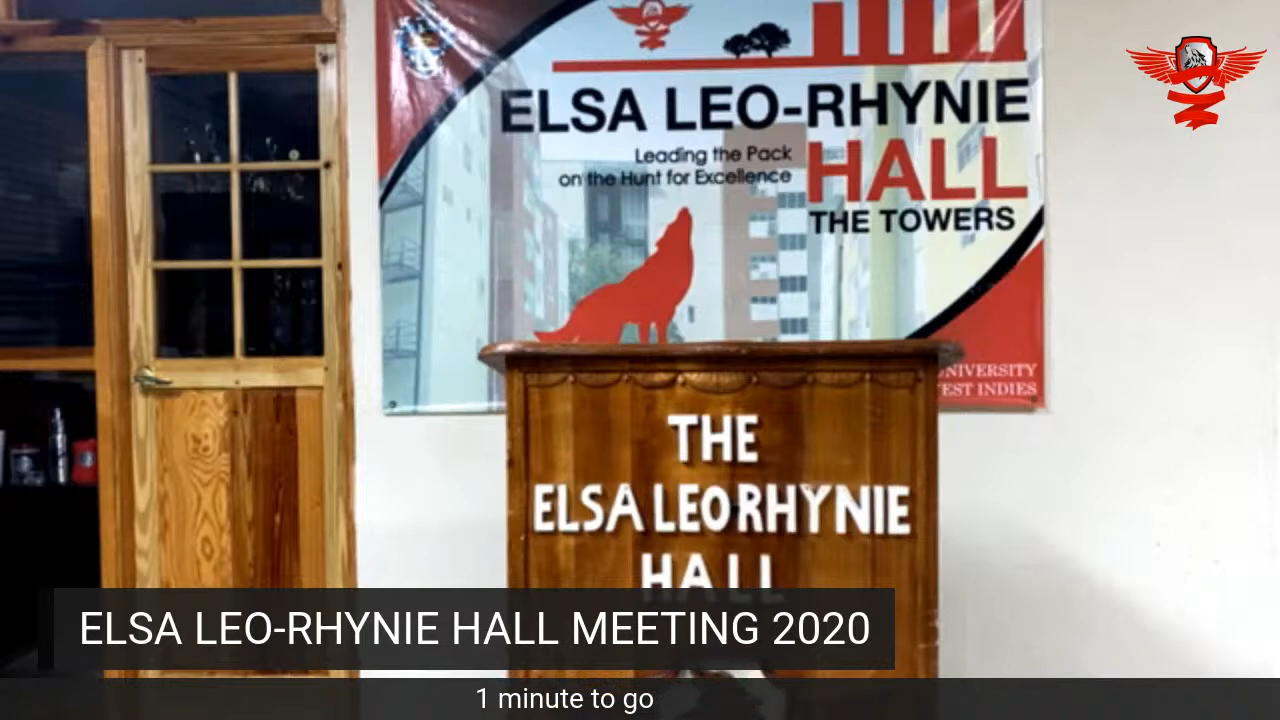 ELSA LEO-RHYNIE
Leading the Pack
on the Hunt for Excellence
HALL
THE TOWERS
UNIVERSITY
WEST INDIES
THE
ELSA LEO RHYNIE
HALL
ELSA LEO-RHYNIE HALL MEETING 2020
1 minute to go